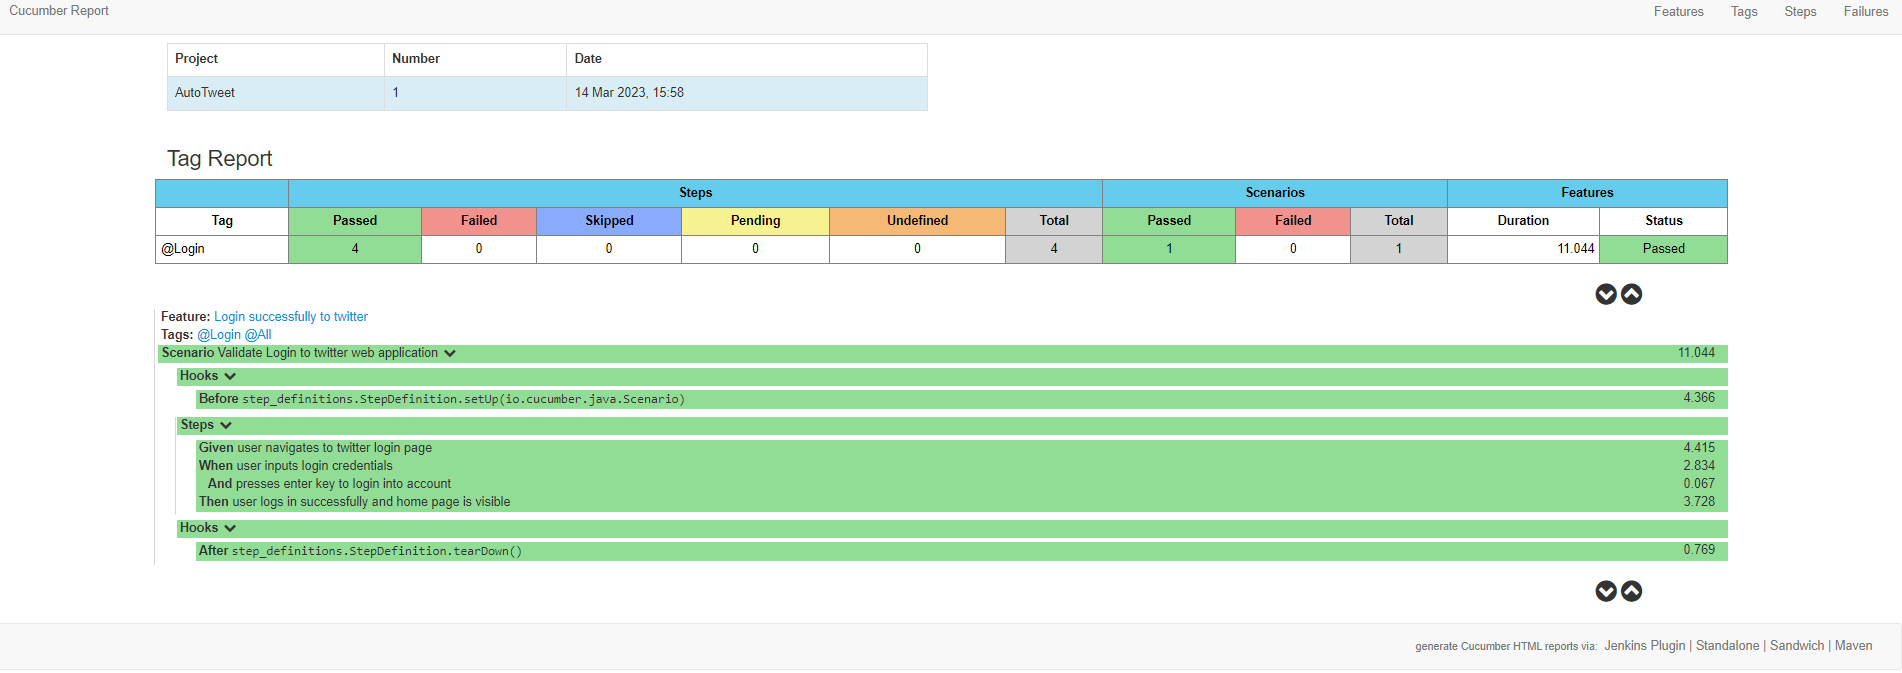 Cucumber Report Features Tags Steps Failures
Project Number Date
AutoTweet 1 14 Mar 2023, 15:58
Tag Report
Steps Scenarios Features
Tag Passed Failed Skipped Pending Undefined Total Passed Failed Total Duration Status
@Login 4 0 0 0 0 4 1 0 1 11.044 Passed
Feature: Login successfully to twitter
Tags: @Login @All
Scenario Validate Login to twitter web application 11.044
Hooks
Before step_definitions.StepDefinition.setUp(io.cucumber.java.Scenario) 4.366
Steps
Given user navigates to twitter login page 4.415
When user inputs login credentials 2.834
And presses enter key to login into account 0.067
Then user logs in successfully and home page is visible 3.728
Hooks
After step_definitions.StepDefinition.tearDown() 0.769
generate Cucumber HTML reports via: Jenkins Plugin | Standalone | Sandwich | Maven